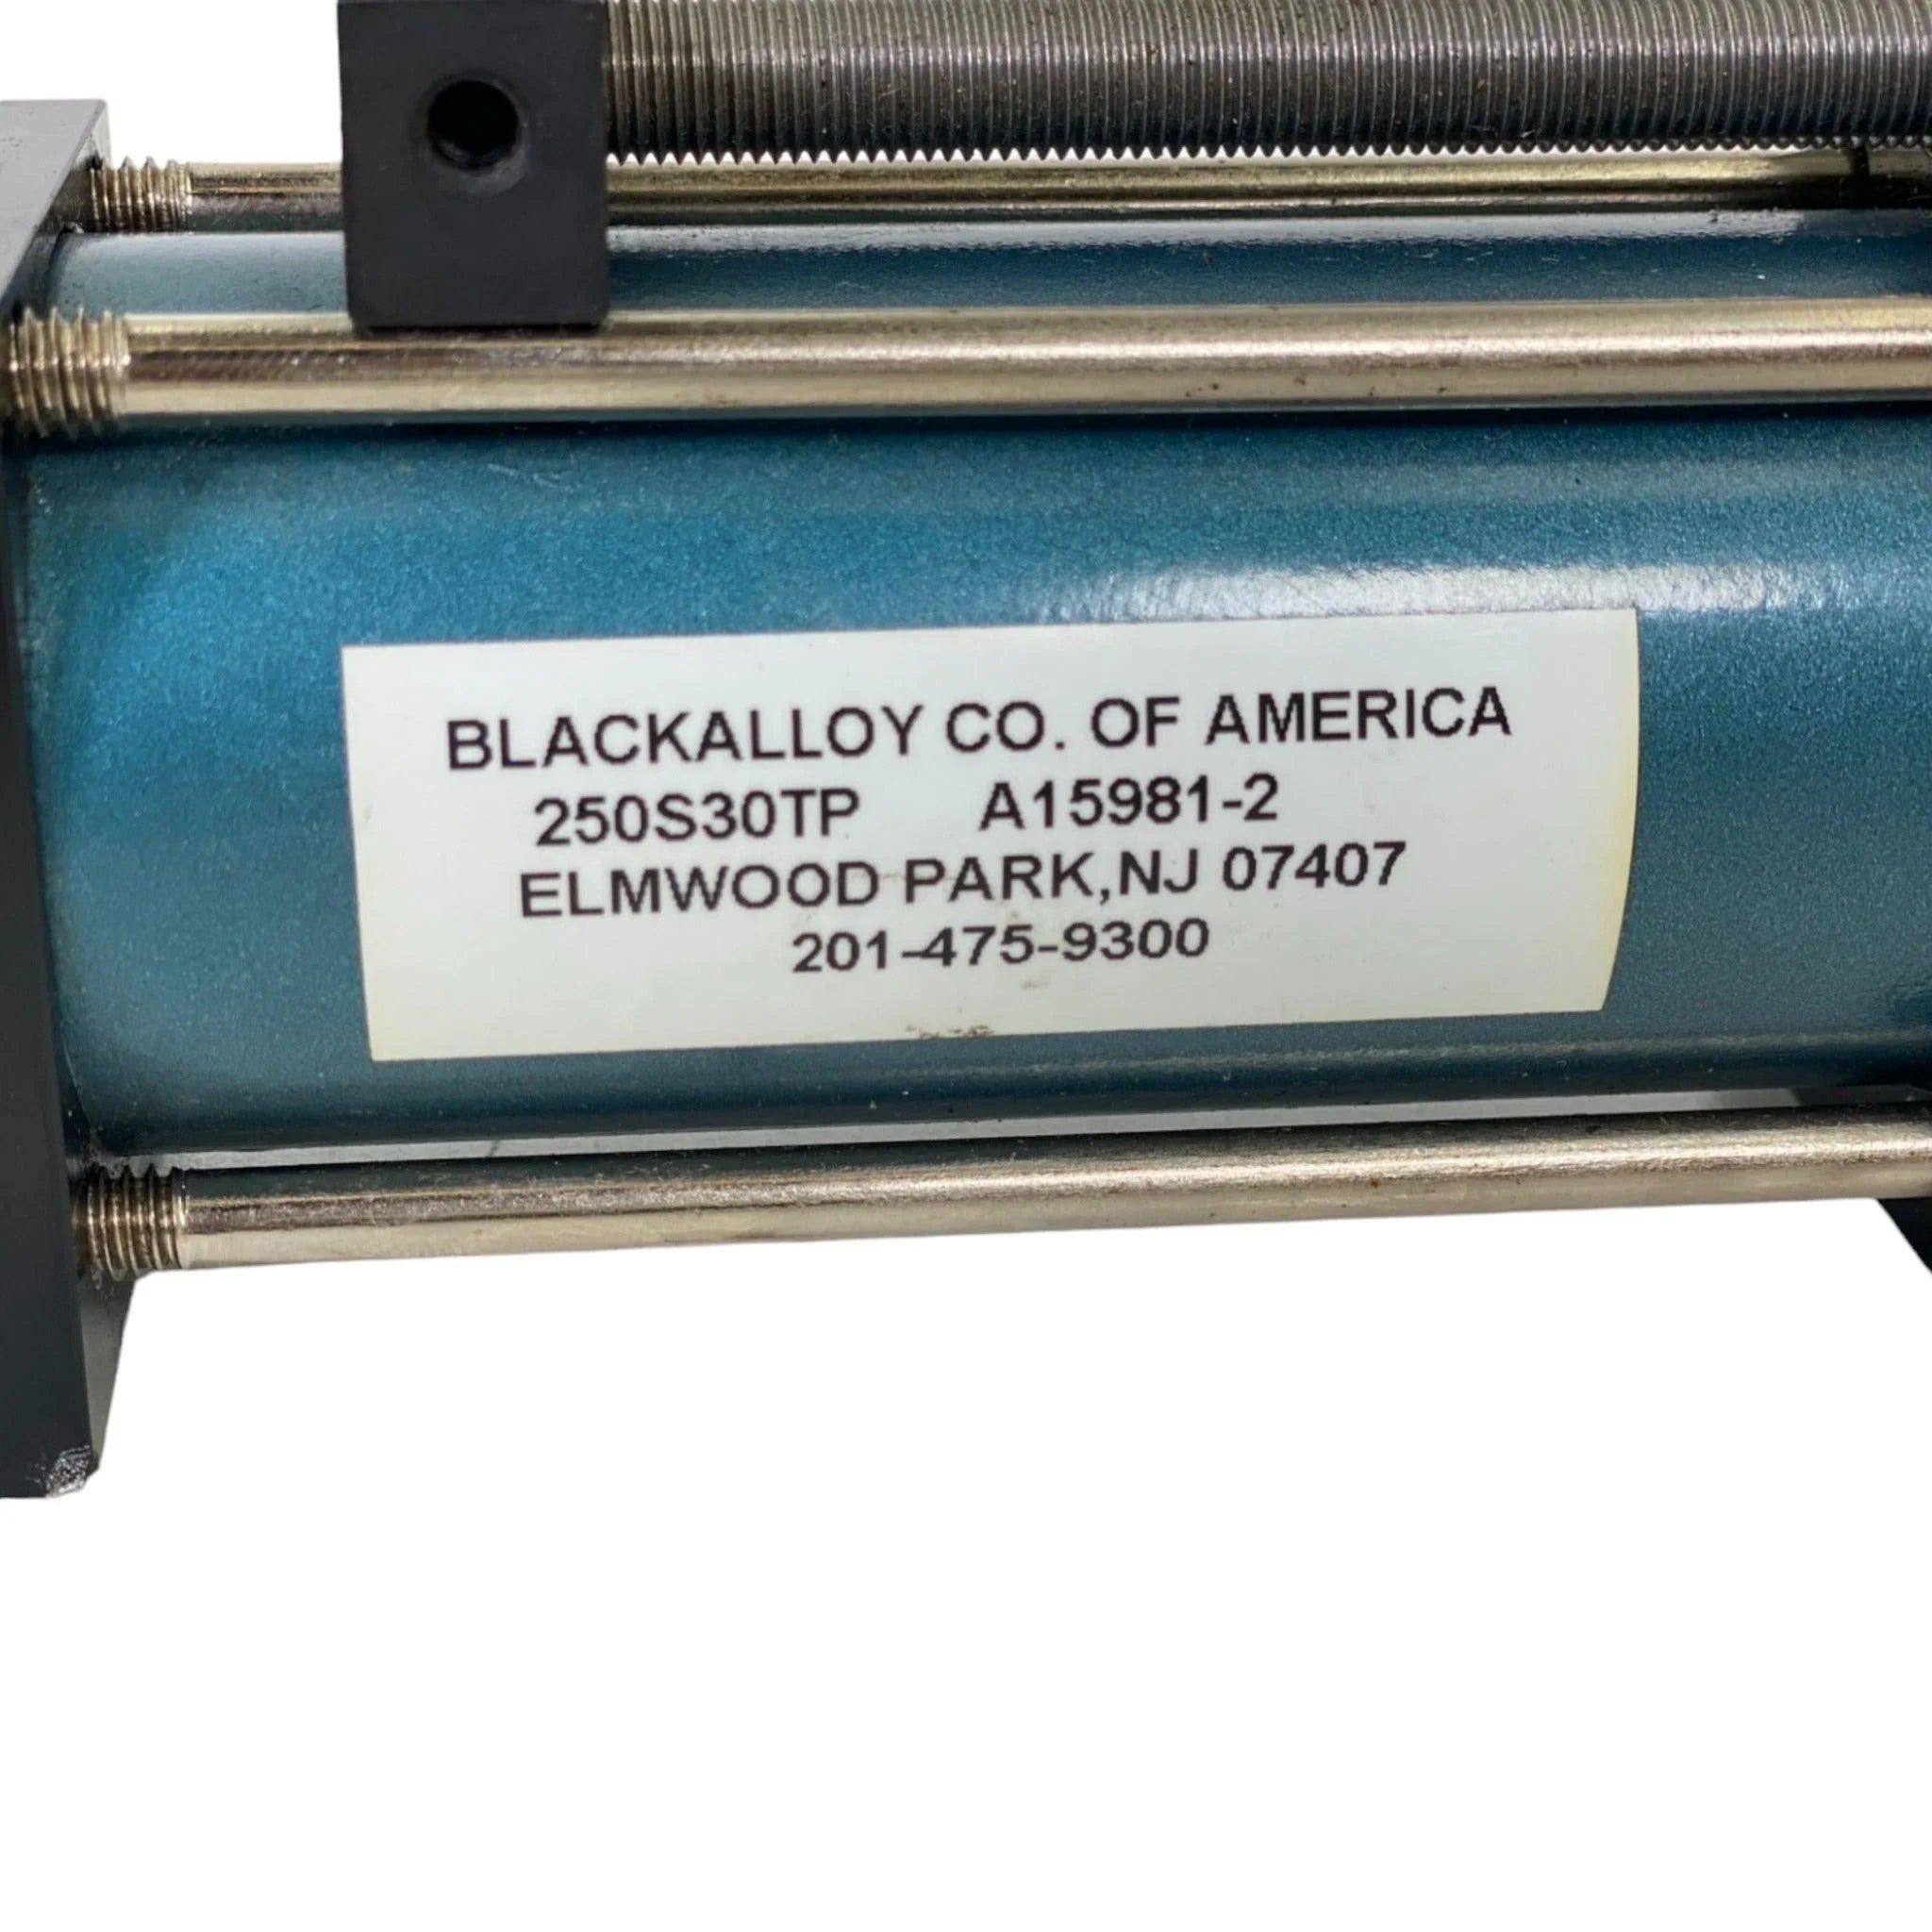 BLACKALLOY CO. OF AMERICA
250S30TP A15981-2
ELMWOOD PARK,NJ 07407
201-475-9300